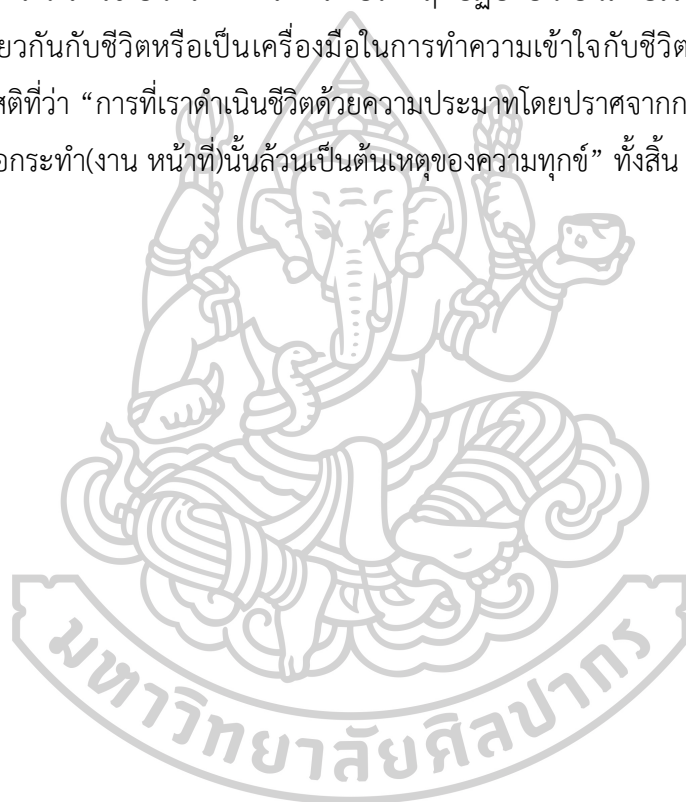 ยวกันกับชีวิตหรือเป็นเครื่องมือในการทำความเข้าใจกับชีวิต
สติที่ว่า “การที่เราดำเนินชีวิตด้วยความประมาทโดยปราศจากก
อกระทำ(งาน หน้าที่)นั้นล้วนเป็นต้นเหตุของความทุกข์” ทั้งสิ้น
มหาวิทยาลัยศิลปากร